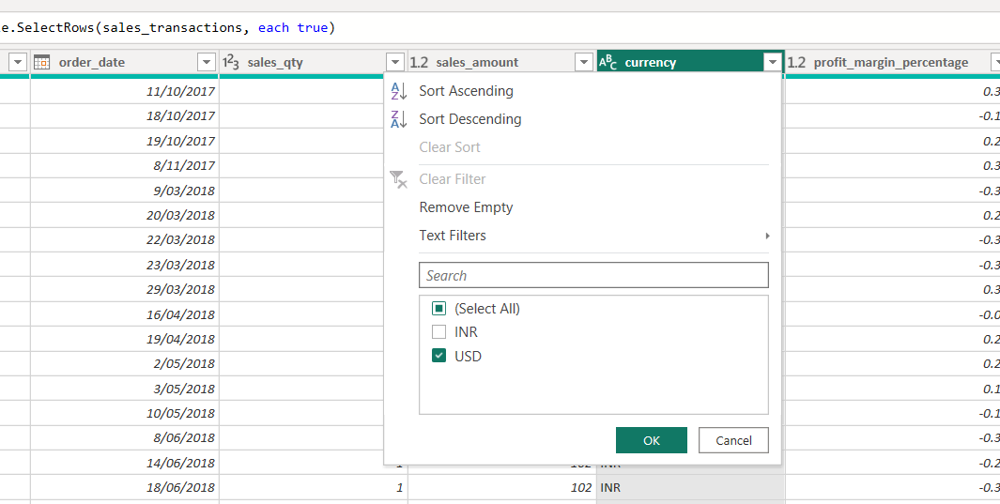 e.SelectRows(sales_transactions, each true)
order_date 1²3 sales_qty 1.2 sales_amount ABC currency 1.2 profit_margin_percentage
11/10/2017 0.3
18/10/2017 -0.1
19/10/2017 0.2
8/11/2017 0.3
9/03/2018 -0.3
20/03/2018 0.2
22/03/2018 -0.3
23/03/2018 -0.3
29/03/2018 0.3
16/04/2018 -0.0
19/04/2018 0.2
2/05/2018 0.2
3/05/2018 0.1
10/05/2018 -0.1
8/06/2018 -0.3
14/06/2018 1 102 INR -0.2
18/06/2018 1 102 INR -0.3
AZ Sort Ascending
ZA Sort Descending
Clear Sort
Clear Filter
Remove Empty
Text Filters
Search
(Select All)
INR
USD
OK Cancel